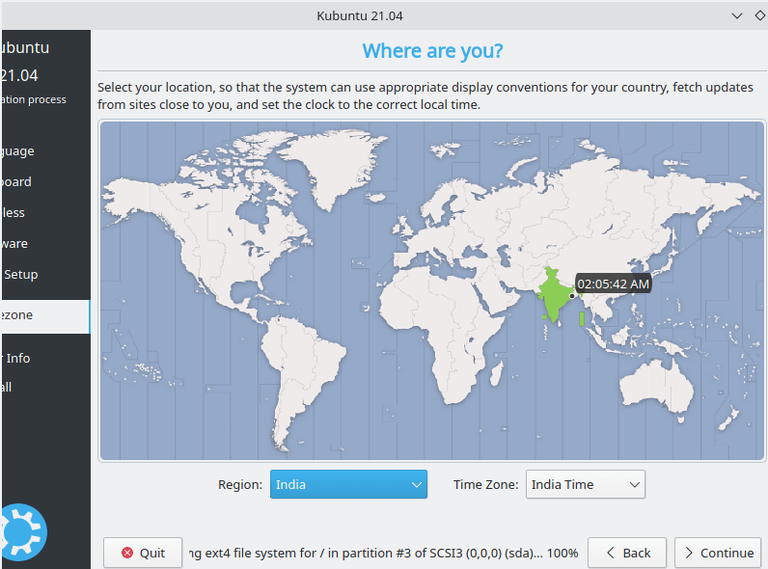 Kubuntu 21.04
ubuntu
21.04
ation process
guage
board
less
ware
Setup
ezone
r Info
all
Where are you?
Select your location, so that the system can use appropriate display conventions for your country, fetch updates
from sites close to you, and set the clock to the correct local time.
02:05:42 AM
Region: India Time Zone: India Time
Quit ng ext4 file system for / in partition #3 of SCSI3 (0,0,0) (sda)... 100% Back Continue